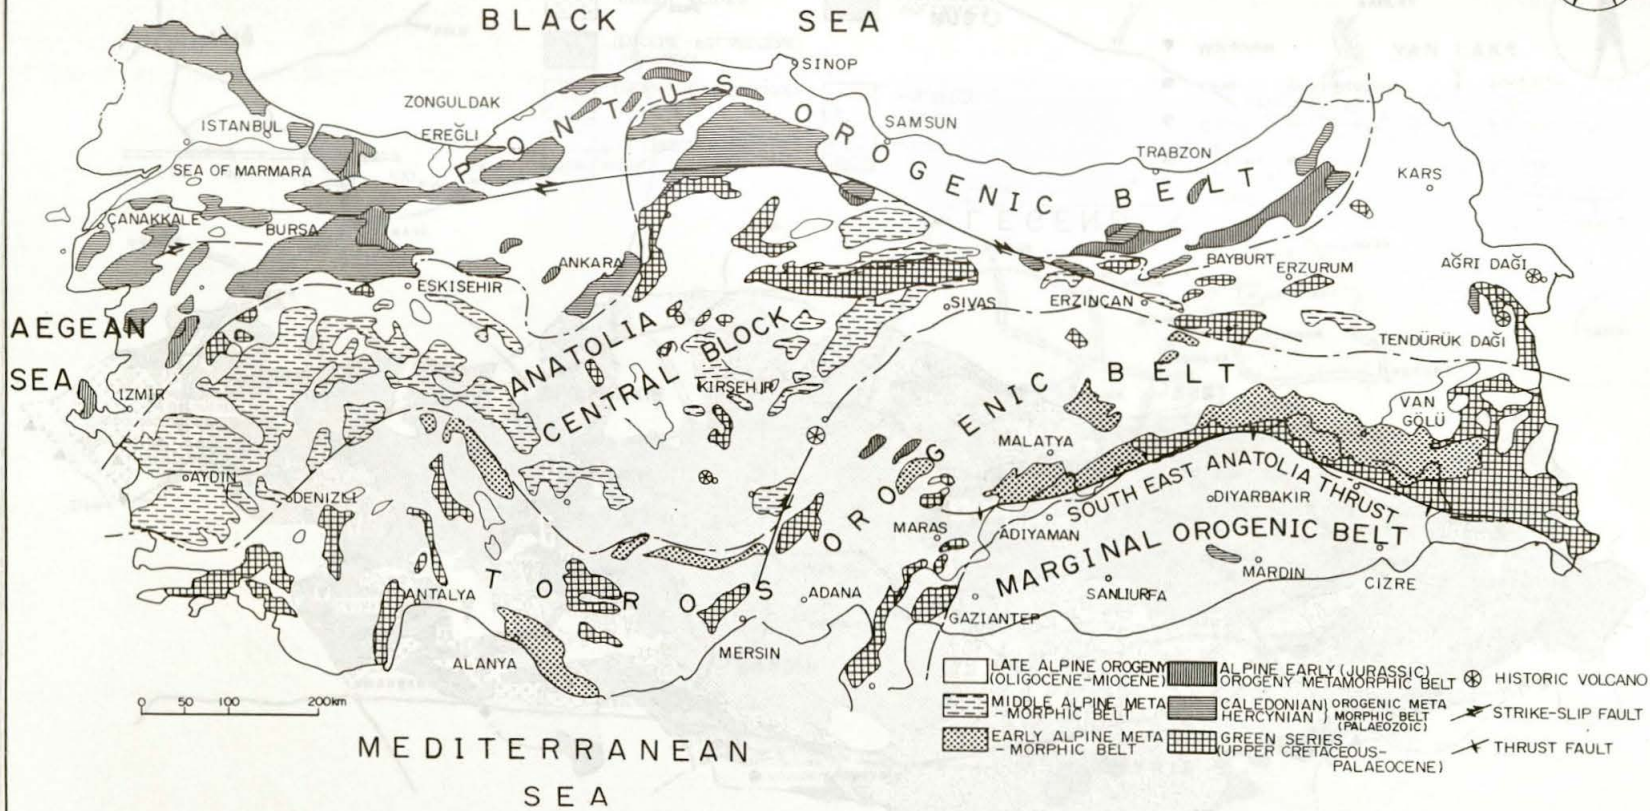 BLACK SEA
SINOP
ZONGULDAK
EREĞLI
ISTANBUL
SAMSUN
TRABZON
KARS
SEA OF MARMARA
PONTUS OROGENIC BELT
ÇANAKKALE
BURSA
ANKARA
ESKISEHIR
BAYBURT
ERZURUM
AĞRI DAĞI
SIVAS
ERZINCAN
TENDÜRÜK DAĞI
AEGEAN
SEA
IZMIR
ANATOLIA
CENTRAL BLOCK
KIRŞEHIR
VAN
GÖLÜ
MALATYA
AYDIN
DENIZLI
TOROS OROGENIC BELT
SOUTH EAST ANATOLIA THRUST
DIYARBAKIR
MARAS
ADIYAMAN
MARGINAL OROGENIC BELT
MARDIN
CIZRE
SANLIURFA
ANTALYA
ADANA
GAZIANTEP
MERSIN
ALANYA
0 50 100 200km
MEDITERRANEAN
SEA
LATE ALPINE OROGENY
(OLIGOCENE-MIOCENE)
MIDDLE ALPINE META
-MORPHIC BELT
EARLY ALPINE META
-MORPHIC BELT
ALPINE EARLY (JURASSIC)
OROGENY METAMORPHIC BELT
CALEDONIAN) OROGENIC META
HERCYNIAN ) MORPHIC BELT
(PALAEOZOIC)
GREEN SERIES
(UPPER CRETACEOUS-
PALAEOCENE)
HISTORIC VOLCANO
STRIKE-SLIP FAULT
THRUST FAULT